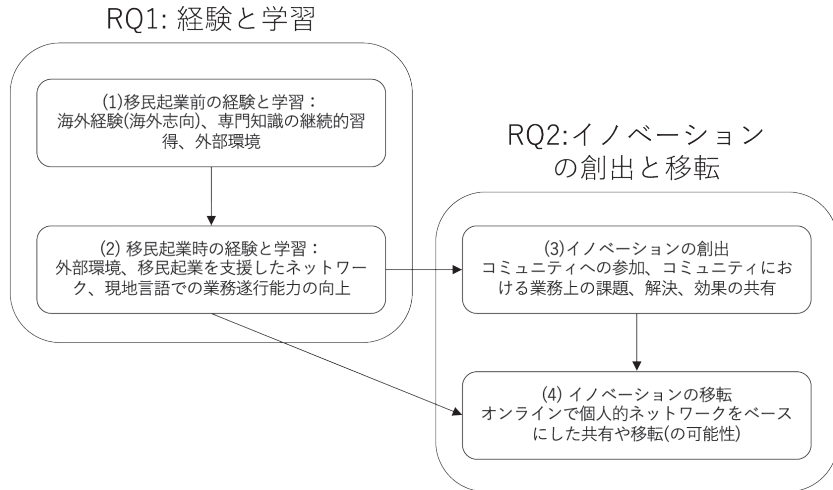 RQ1: 経験と学習
(1)移民起業前の経験と学習：
海外経験(海外志向)、専門知識の継続的習
得、外部環境
(2) 移民起業時の経験と学習：
外部環境、移民起業を支援したネットワー
ク、現地言語での業務遂行能力の向上
RQ2:イノベーション
の創出と移転
(3)イノベーションの創出
コミュニティへの参加、コミュニティにお
ける業務上の課題、解決、効果の共有
(4) イノベーションの移転
オンラインで個人的ネットワークをベース
にした共有や移転(の可能性)